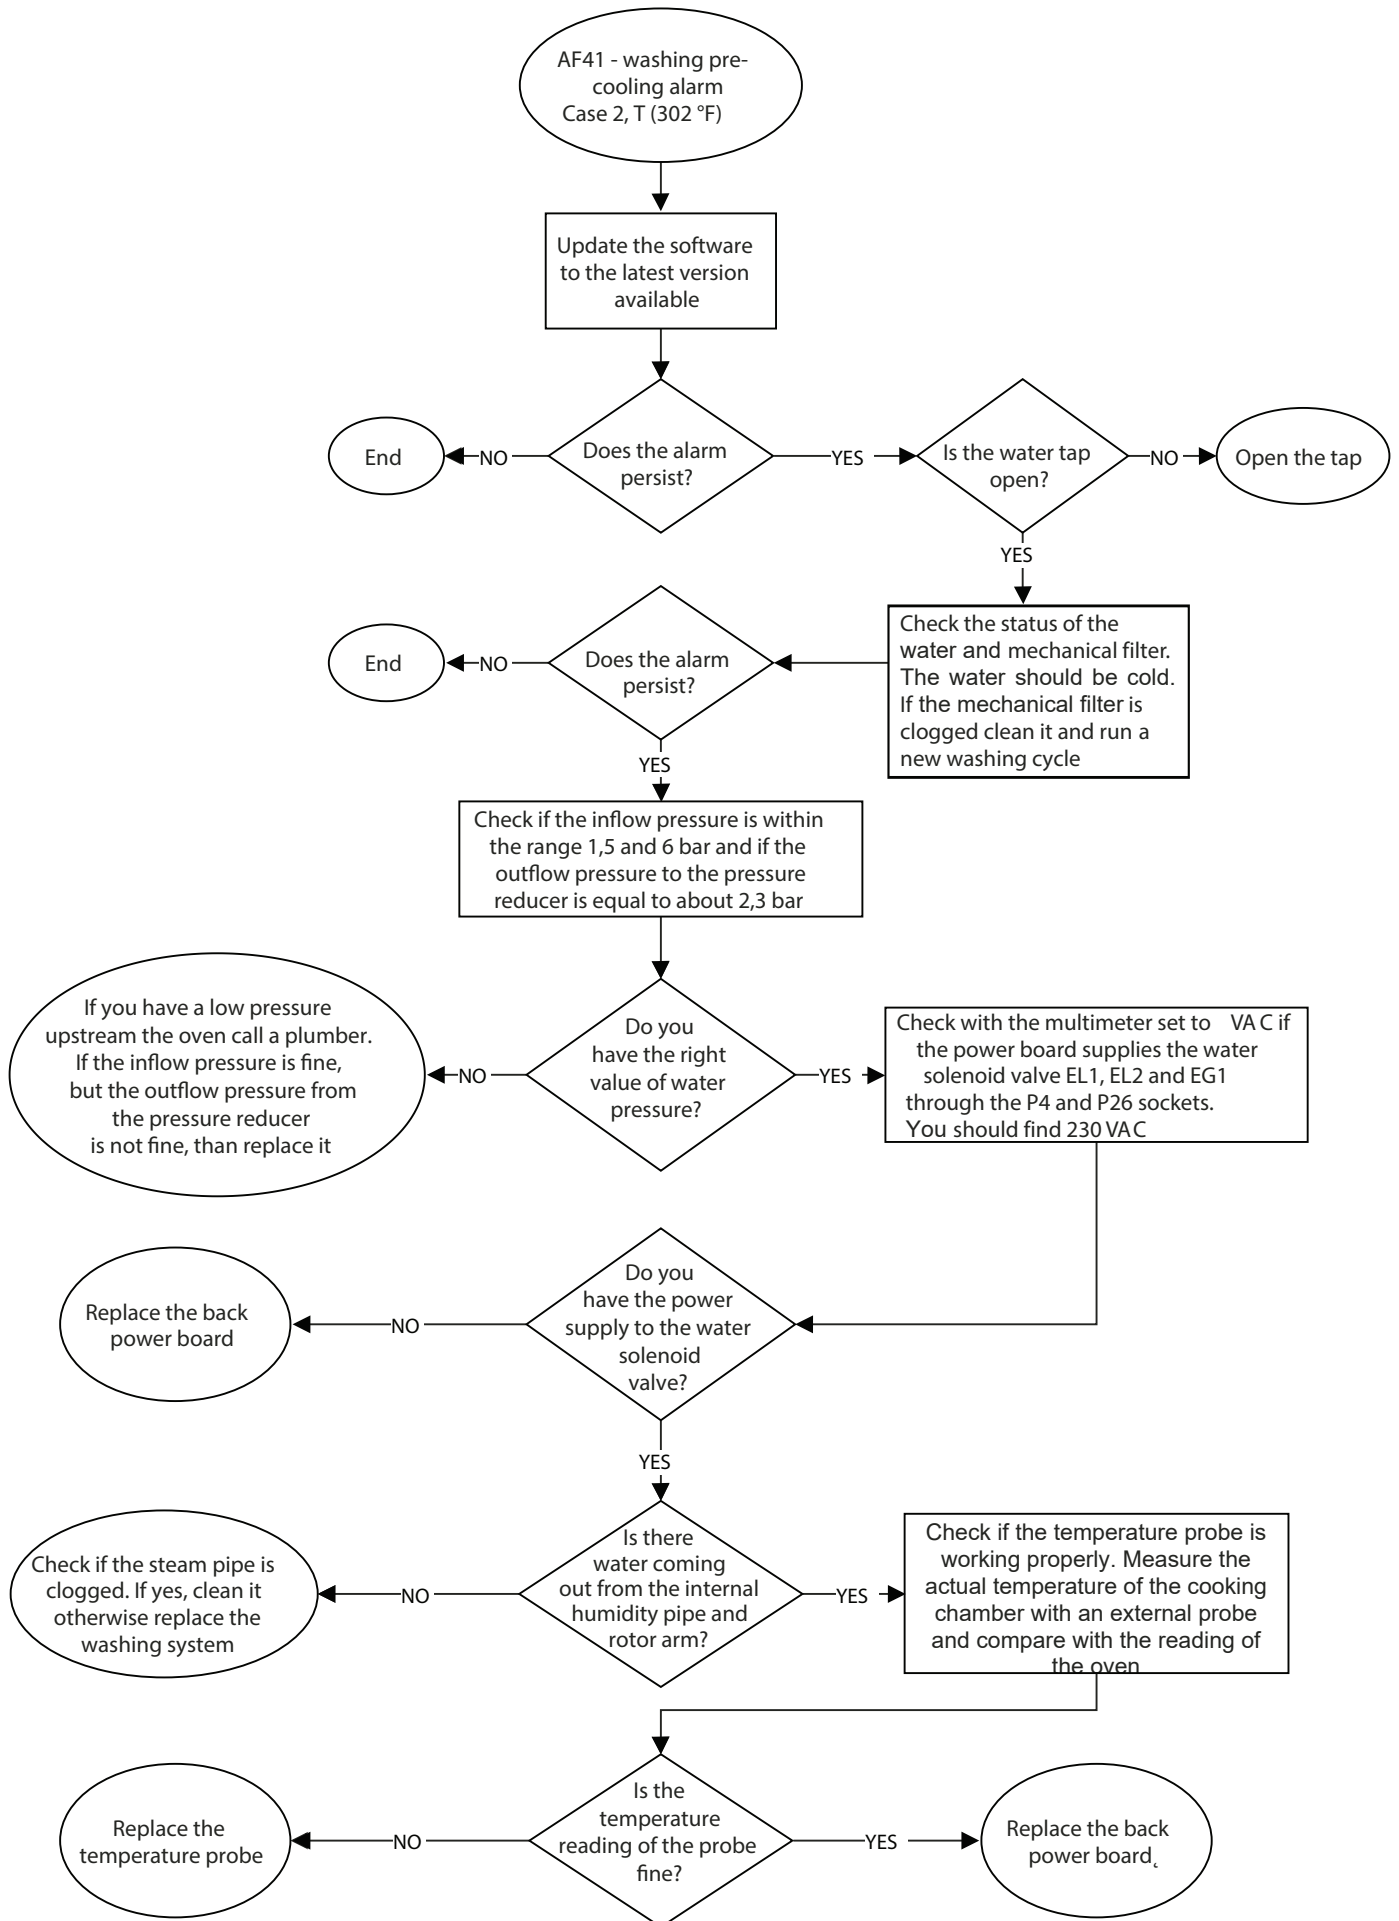 AF41 - washing pre-
cooling alarm
Case 2, T (302 °F)
Update the software
to the latest version
available
Does the alarm
persist?
NO
End
YES
Is the water tap
open?
NO
Open the tap
YES
Check the status of the
water and mechanical filter.
The water should be cold.
If the mechanical filter is
clogged clean it and run a
new washing cycle
Does the alarm
persist?
NO
End
YES
Check if the inflow pressure is within
the range 1,5 and 6 bar and if the
outflow pressure to the pressure
reducer is equal to about 2,3 bar
Do you
have the right
value of water
pressure?
NO
If you have a low pressure
upstream the oven call a plumber.
If the inflow pressure is fine,
but the outflow pressure from
the pressure reducer
is not fine, than replace it
YES
Check with the multimeter set to VAC if
the power board supplies the water
solenoid valve EL1, EL2 and EG1
through the P4 and P26 sockets.
You should find 230 VAC
Do you
have the power
supply to the water
solenoid
valve?
NO
Replace the back
power board
YES
Is there
water coming
out from the internal
humidity pipe and
rotor arm?
NO
Check if the steam pipe is
clogged. If yes, clean it
otherwise replace the
washing system
YES
Check if the temperature probe is
working properly. Measure the
actual temperature of the cooking
chamber with an external probe
and compare with the reading of
the oven
Is the
temperature
reading of the probe
fine?
NO
Replace the
temperature probe
YES
Replace the back
power board